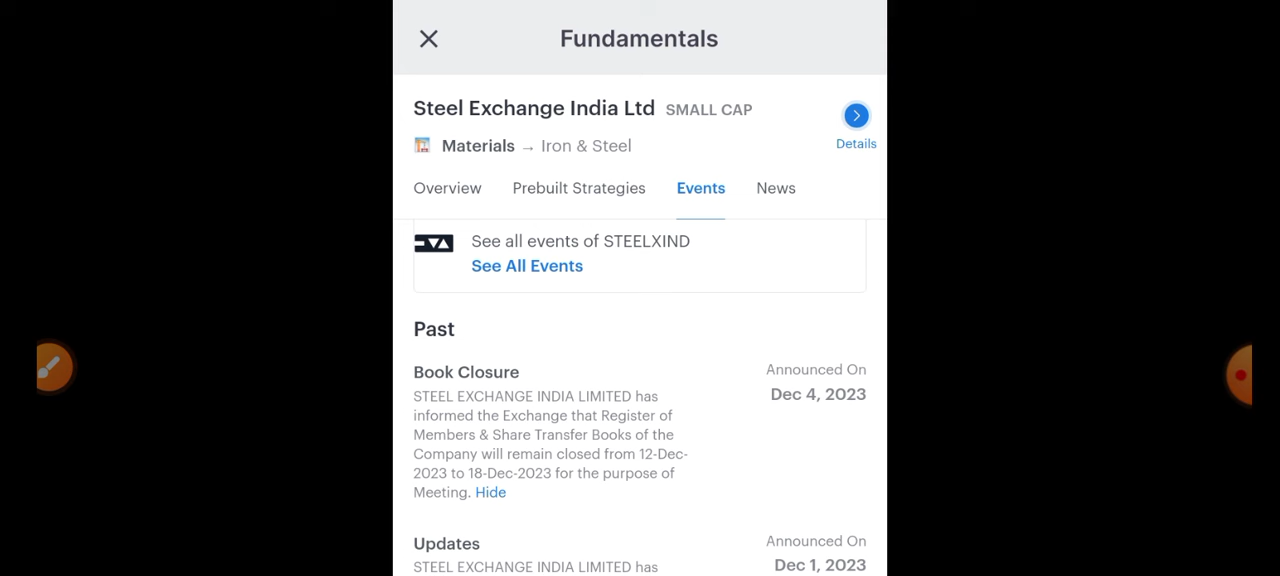 Fundamentals
Steel Exchange India Ltd SMALL CAP
Materials → Iron & Steel
Details
Overview Prebuilt Strategies Events News
See all events of STEELXIND
See All Events
Past
Book Closure
Announced On
Dec 4, 2023
STEEL EXCHANGE INDIA LIMITED has
informed the Exchange that Register of
Members & Share Transfer Books of the
Company will remain closed from 12-Dec-
2023 to 18-Dec-2023 for the purpose of
Meeting. Hide
Updates
Announced On
Dec 1, 2023
STEEL EXCHANGE INDIA LIMITED has